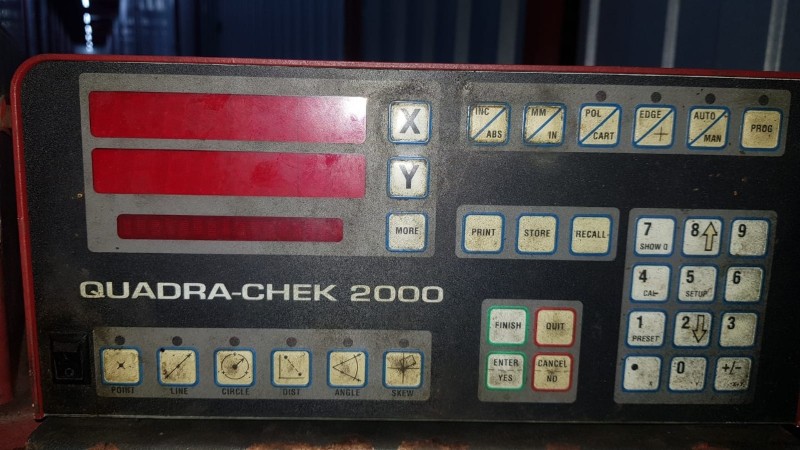 X
Y
MORE
INC
ABS
MM
IN
POL
CART
EDGE
AUTO
MAN
PROG
PRINT
STORE
RECALL
7
SHOW
8
9
4
CAL
5
SETUP
6
1
PRESET
2
3
.
0
+/-
QUADRA-CHEK 2000
FINISH
QUIT
ENTER
YES
CANCEL
NO
POINT
LINE
CIRCLE
DIST
ANGLE
SKEW